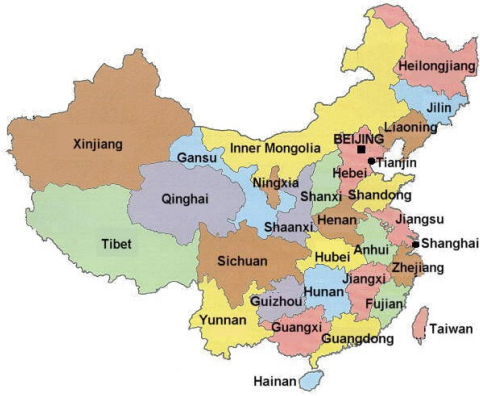 Heilongjiang
Jilin
Liaoning
BEIJING
Inner Mongolia
Xinjiang
Gansu
Tianjin
Hebei
Ningxia
Shanxi
Shandong
Qinghai
Henan
Jiangsu
Shaanxi
Tibet
Shanghai
Anhui
Hubei
Sichuan
Zhejiang
Jiangxi
Hunan
Guizhou
Fujian
Yunnan
Guangxi
Taiwan
Guangdong
Hainan